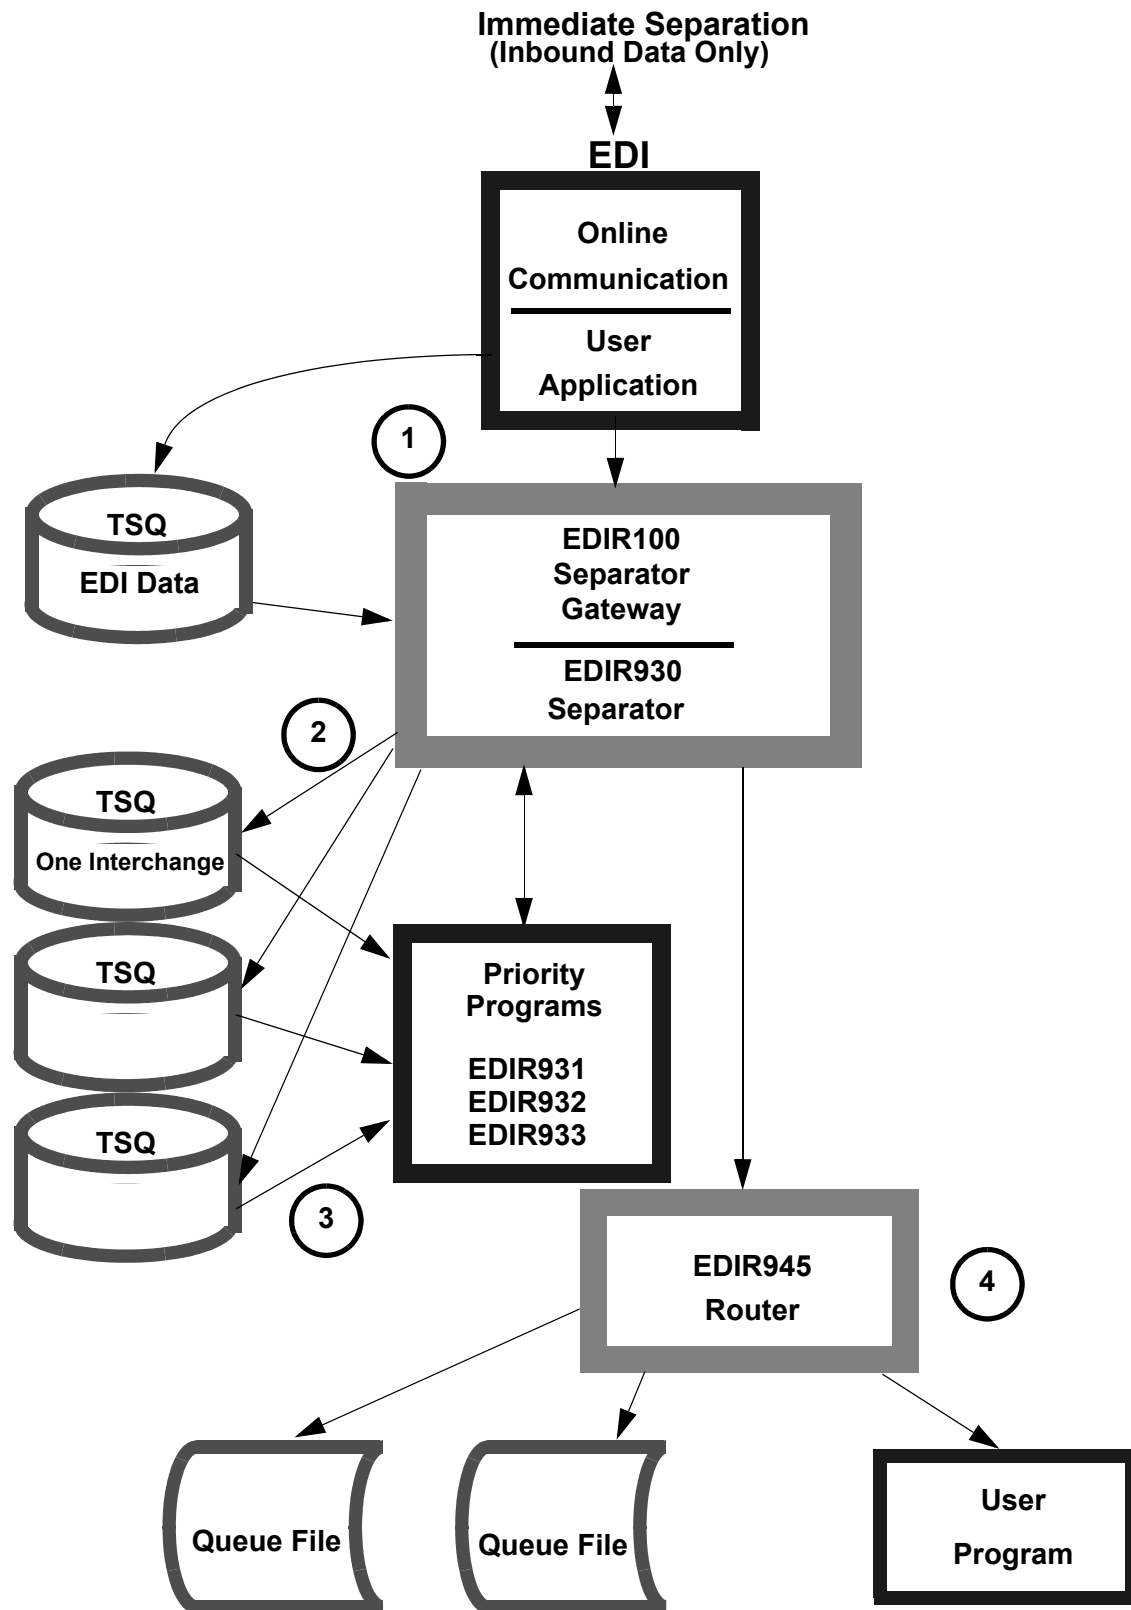 Immediate Separation
(Inbound Data Only)
EDI
Online
Communication
User
Application
1
TSQ
EDI Data
EDIR100
Separator
Gateway
EDIR930
Separator
2
TSQ
One Interchange
TSQ
TSQ
Priority
Programs
EDIR931
EDIR932
EDIR933
3
EDIR945
Router
4
Queue File
Queue File
User
Program